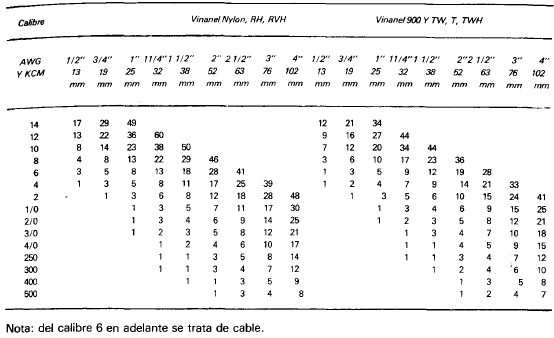 Calibre Vinanel Nylon, RH, RVH Vinanel 900 Y TW, T, TWH
AWG 1/2" 3/4" 1" 11/4"1 1/2" 2" 2 1/2" 3" 4" 1/2" 3/4" 1" 11/4"1 1/2" 2"2 1/2" 3" 4"
Y KCM 13 19 25 32 38 52 63 76 102 13 19 25 32 38 52 63 76 102
mm mm mm mm mm mm mm mm mm mm mm mm mm mm mm mm mm mm
14 17 29 49 12 21 34
12 13 22 36 60 9 16 27 44
10 8 14 23 38 50 7 12 20 34 44
8 4 8 13 22 29 46 3 6 10 17 23 36
6 3 5 8 13 18 28 41 1 3 5 9 12 19 28
4 1 3 5 8 11 17 25 39 1 2 4 7 9 14 21 33
2 1 3 6 8 12 18 28 48 1 3 5 6 10 15 24 41
1/0 1 3 5 7 11 17 30 1 3 4 6 9 15 25
2/0 1 3 4 6 9 14 25 1 2 3 5 8 12 21
3/0 1 2 3 5 8 12 21 1 3 4 7 10 18
4/0 1 2 4 6 10 17 1 2 4 5 9 15
250 1 1 3 5 8 14 1 1 3 4 7 12
300 1 1 3 4 7 12 1 2 4 6 10
400 1 1 3 5 9 1 2 3 5 8
500 1 3 4 8 1 2 4 7
Nota: del calibre 6 en adelante se trata de cable.